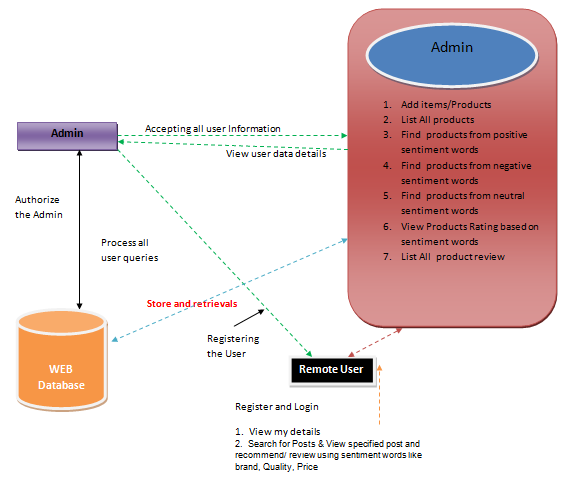 Admin
1. Add items/Products
2. List All products
3. Find products from positive
sentiment words
4. Find products from negative
sentiment words
5. Find products from neutral
sentiment words
6. View Products Rating based on
sentiment words
7. List All product review
Admin
Accepting all user Information
View user data details
Authorize
the Admin
Process all
user queries
Store and retrievals
Registering
the User
WEB
Database
Remote User
Register and Login
1. View my details
2. Search for Posts & View specified post and
recommend/ review using sentiment words like
brand, Quality, Price